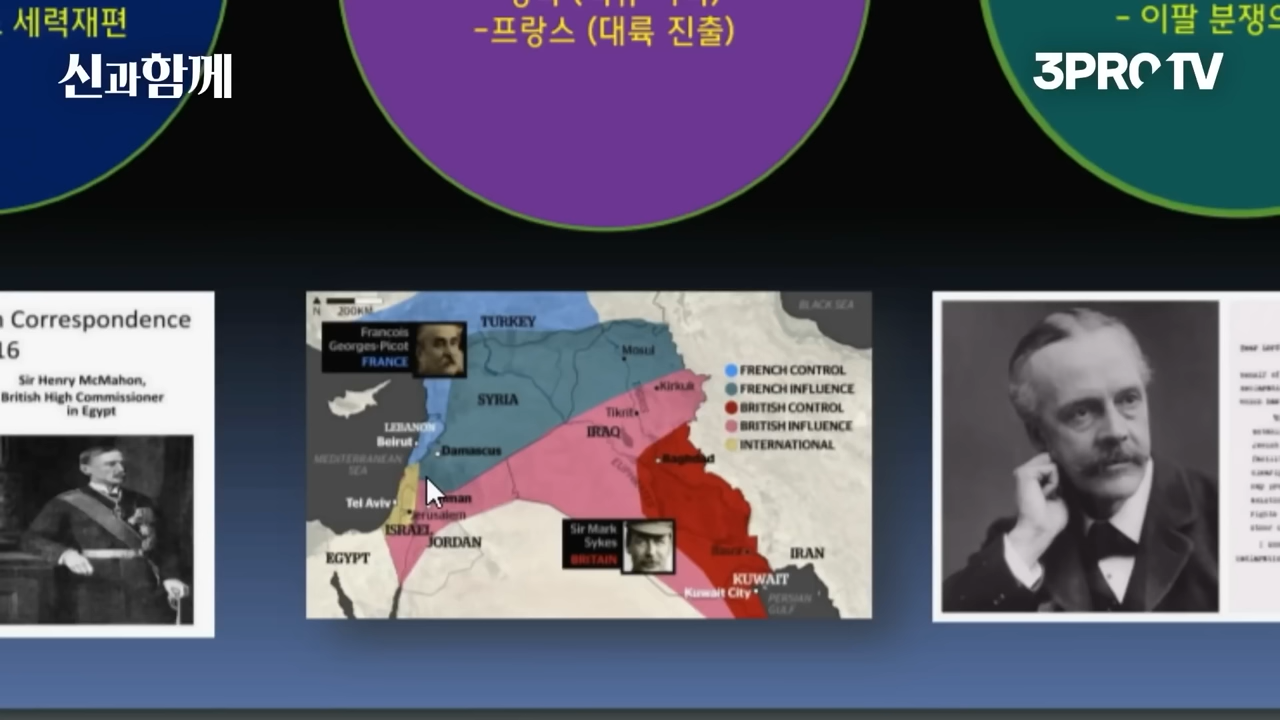 세력재편
-프랑스 (대륙 진출)
- 이팔 분쟁으
신과함께
3PROTV
Correspondence
16
Sir Henry McMahon,
British High Commissioner
in Egypt
N
200KM
BLACK SEA
Francois
Georges-Picot
FRANCE
TURKEY
Mosul
Kirkuk
SYRIA
Tikrit
IRAQ
LEBANON
Beirut
Damascus
Baghdad
MEDITERRANEAN
SEA
Tel Aviv
Jerusalem
ISRAEL
JORDAN
EGYPT
FRENCH CONTROL
FRENCH INFLUENCE
BRITISH CONTROL
BRITISH INFLUENCE
INTERNATIONAL
Sir Mark
Sykes
BRITAIN
IRAN
KUWAIT
Kuwait City
PERSIAN
GULF